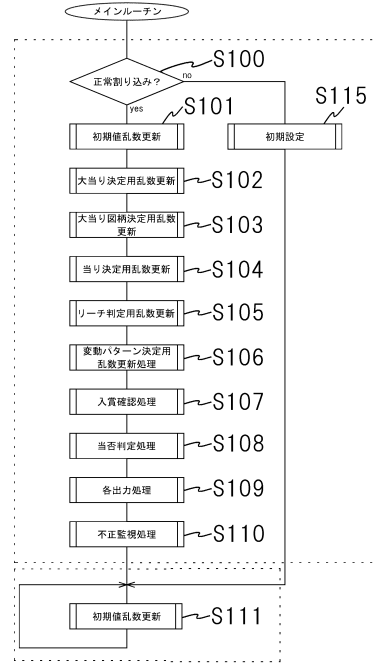 メインルーチン
S100
正常割り込み？
no
yes
S101
S115
初期値乱数更新
初期設定
大当り決定用乱数更新
S102
大当り図柄決定用乱数
更新
S103
当り決定用乱数更新
S104
リーチ判定用乱数更新
S105
変動パターン決定用
乱数更新処理
S106
入賞確認処理
S107
当否判定処理
S108
各出力処理
S109
不正監視処理
S110
初期値乱数更新
S111